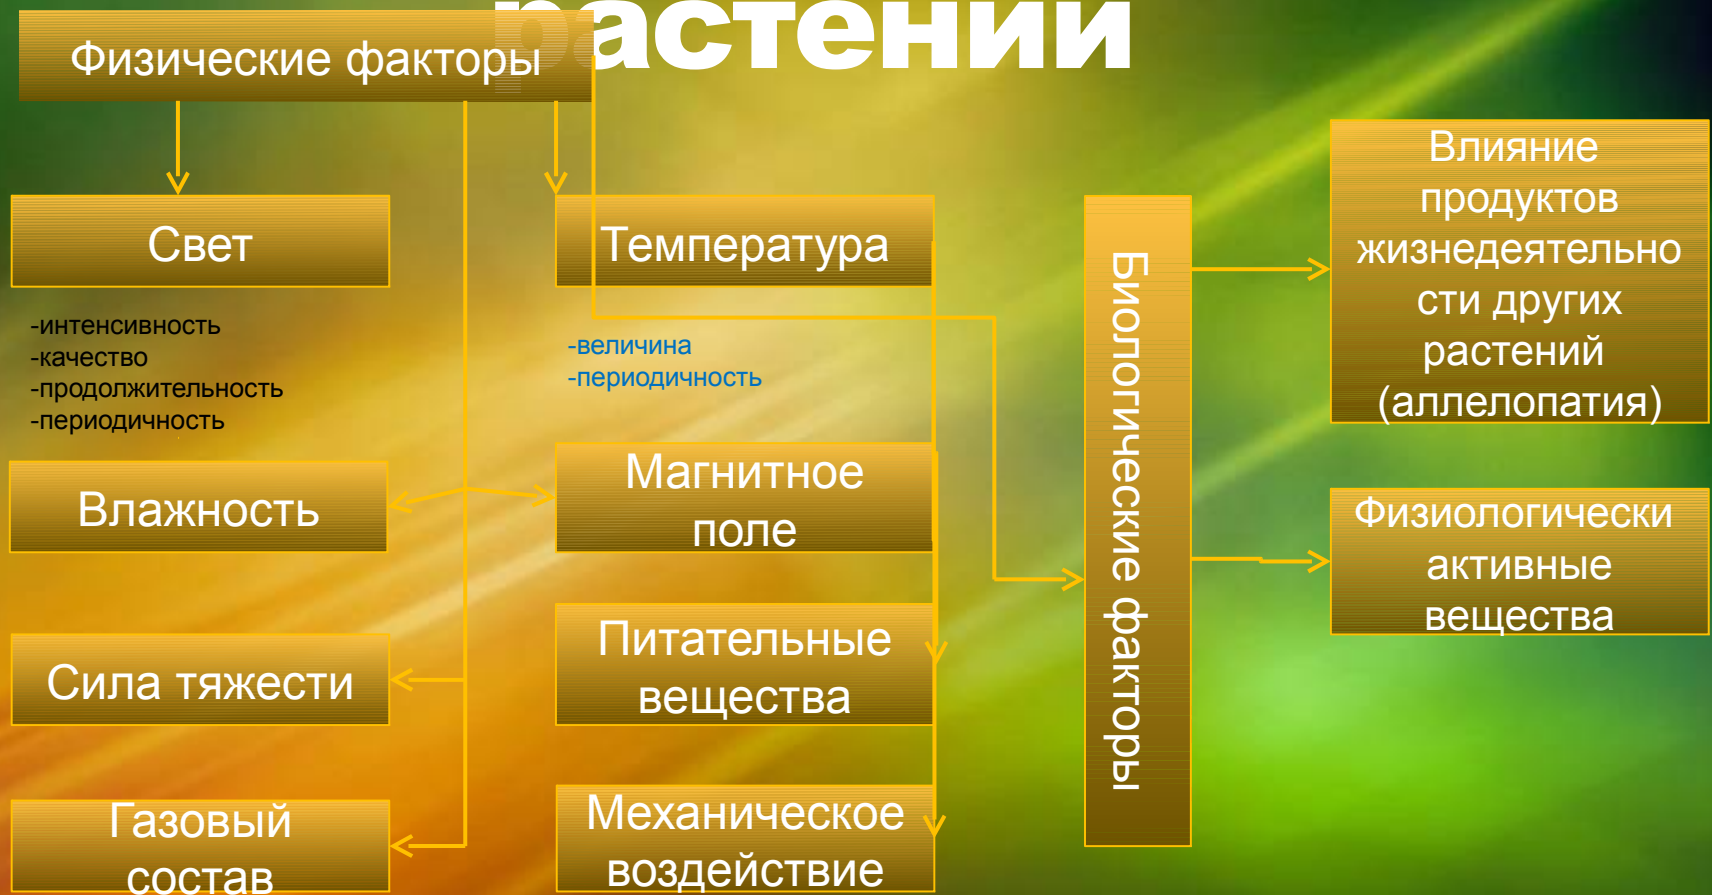 растений
Физические факторы
Свет
-интенсивность
-качество
-продолжительность
-периодичность
Температура
-величина
-периодичность
Влажность
Магнитное
поле
Сила тяжести
Питательные
вещества
Газовый
состав
Механическое
воздействие
Биологические факторы
Влияние
продуктов
жизнедеятельно
сти других
растений
(аллелопатия)
Физиологически
активные
вещества